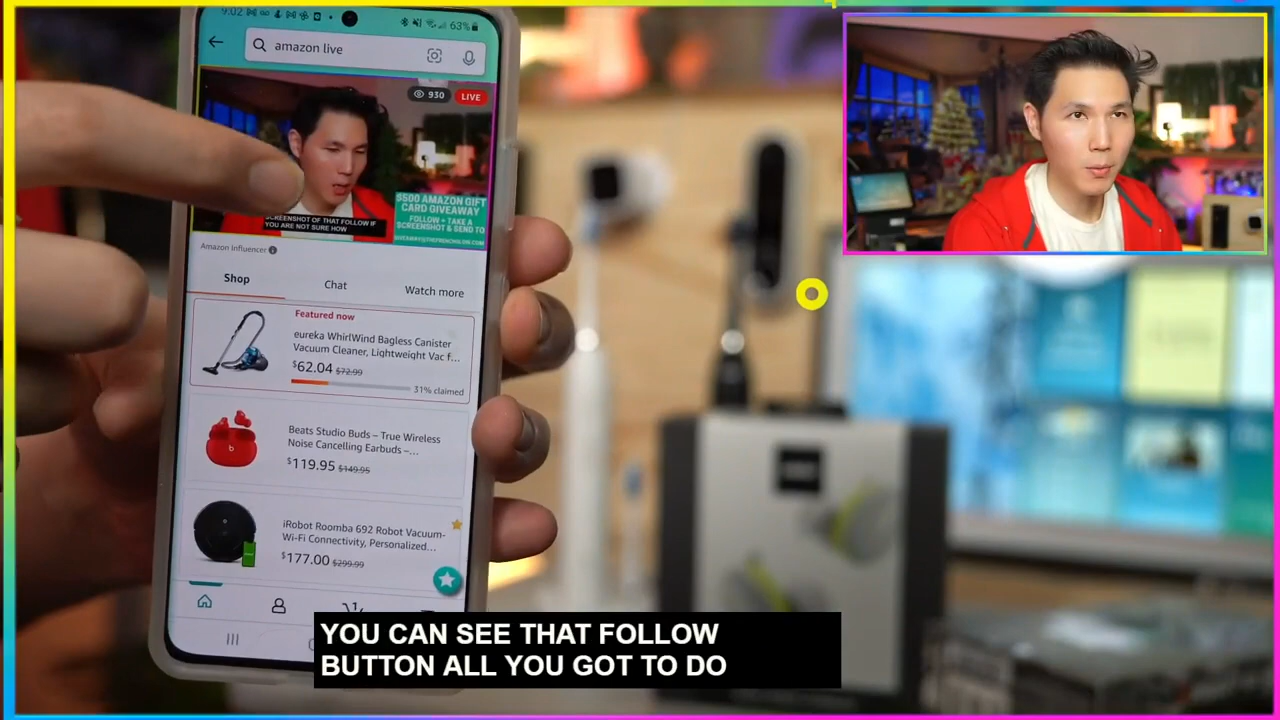 9:02
63%
amazon live
930
LIVE
SCREENSHOT OF THAT FOLLOW IF
YOU ARE NOT SURE HOW
$500 AMAZON GIFT
CARD GIVEAWAY
FOLLOW + TAKE A
SCREENSHOT & SEND TO
Amazon Influencer
Shop
Chat
Watch more
Featured now
eureka WhirlWind Bagless Canister
Vacuum Cleaner, Lightweight Vac f...
$62.04 $72.99
31% claimed
Beats Studio Buds – True Wireless
Noise Cancelling Earbuds –...
$119.95 $149.95
iRobot Roomba 692 Robot Vacuum-
Wi-Fi Connectivity, Personalized...
$177.00 $299.99
YOU CAN SEE THAT FOLLOW
BUTTON ALL YOU GOT TO DO